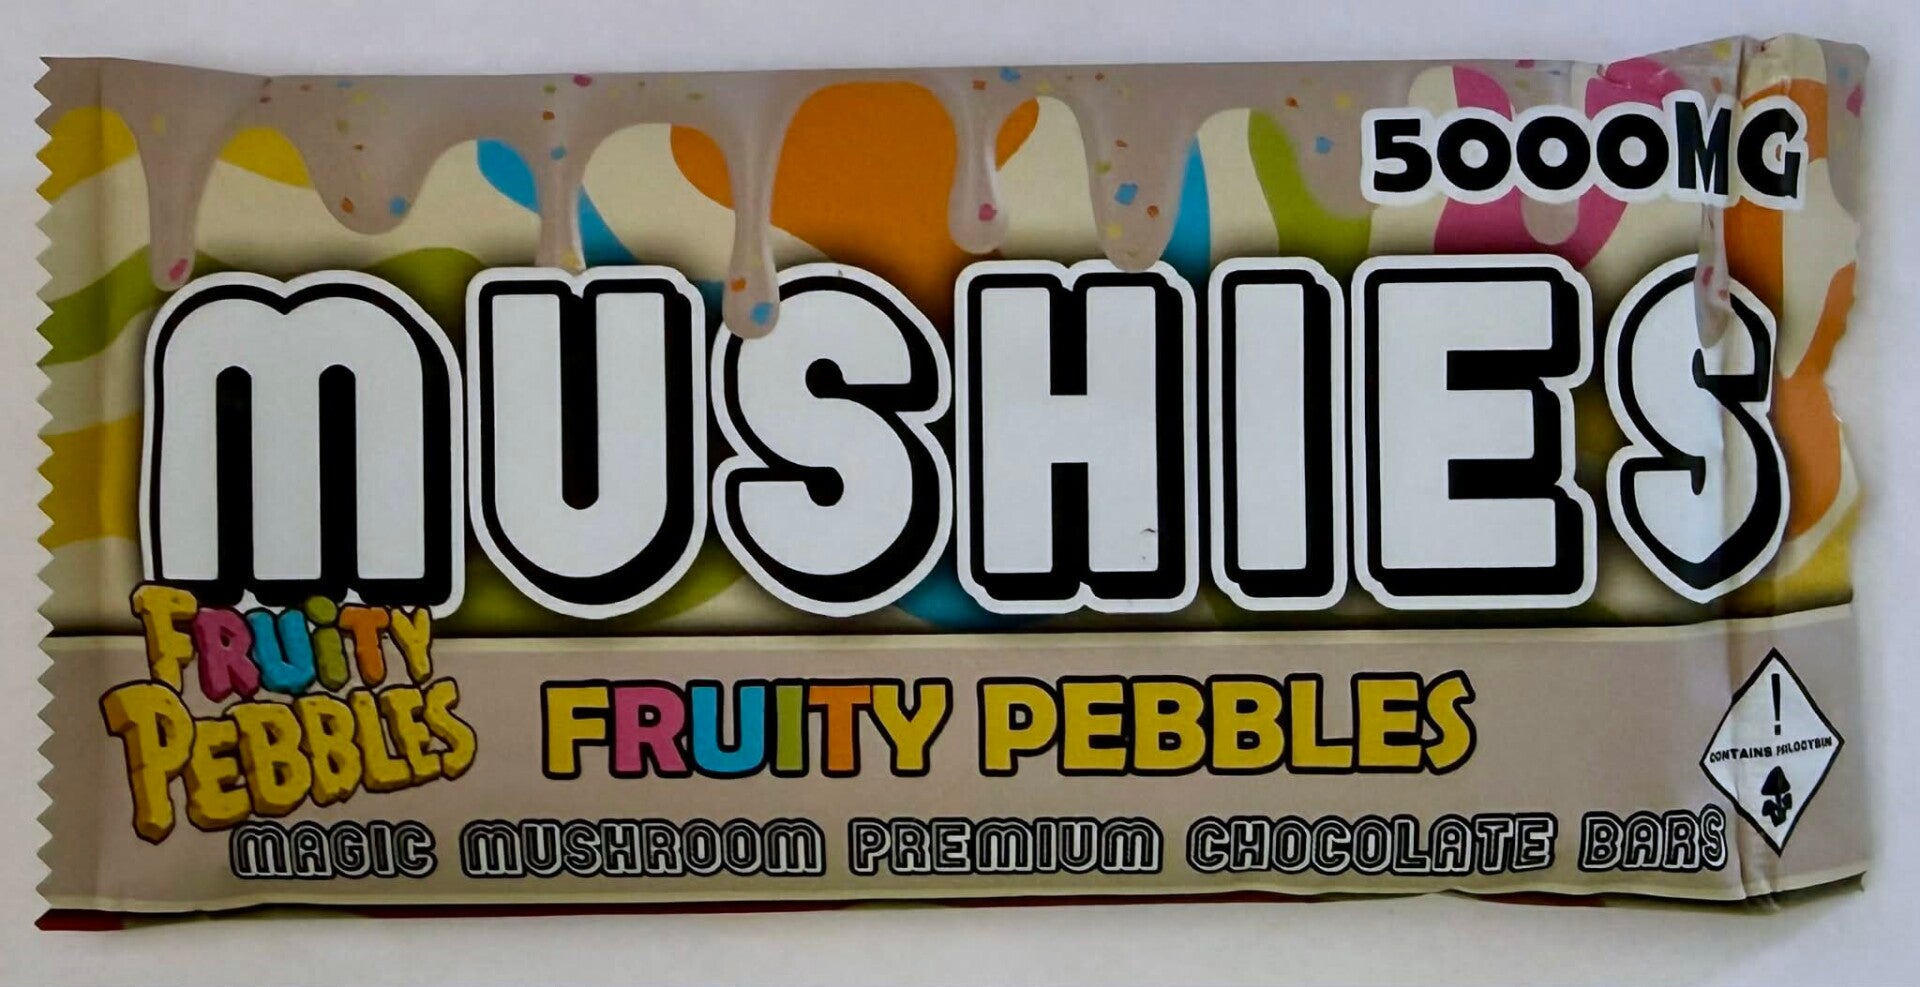 5000MG
MUSHIES
FRUiTY
PEBBLES
FRUITY PEBBLES
!
CONTAINS PSILOCYBIN
MAGIC MUSHROOM PREMIUM CHOCOLATE BARS